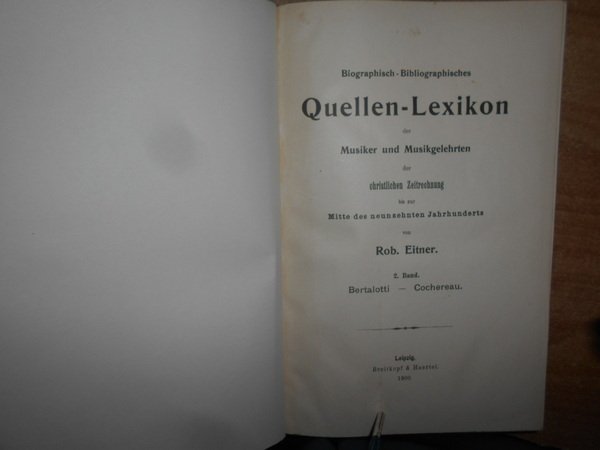 Biographisch-Bibliographisches
Quellen-Lexikon
der
Musiker und Musikgelehrten
der
christlichen Zeitrechnung
bis zur
Mitte des neunzehnten Jahrhunderts
von
Rob. Eitner.
2. Band.
Bertalotti — Cochereau.
Leipzig.
Breitkopf & Haertel.
1900